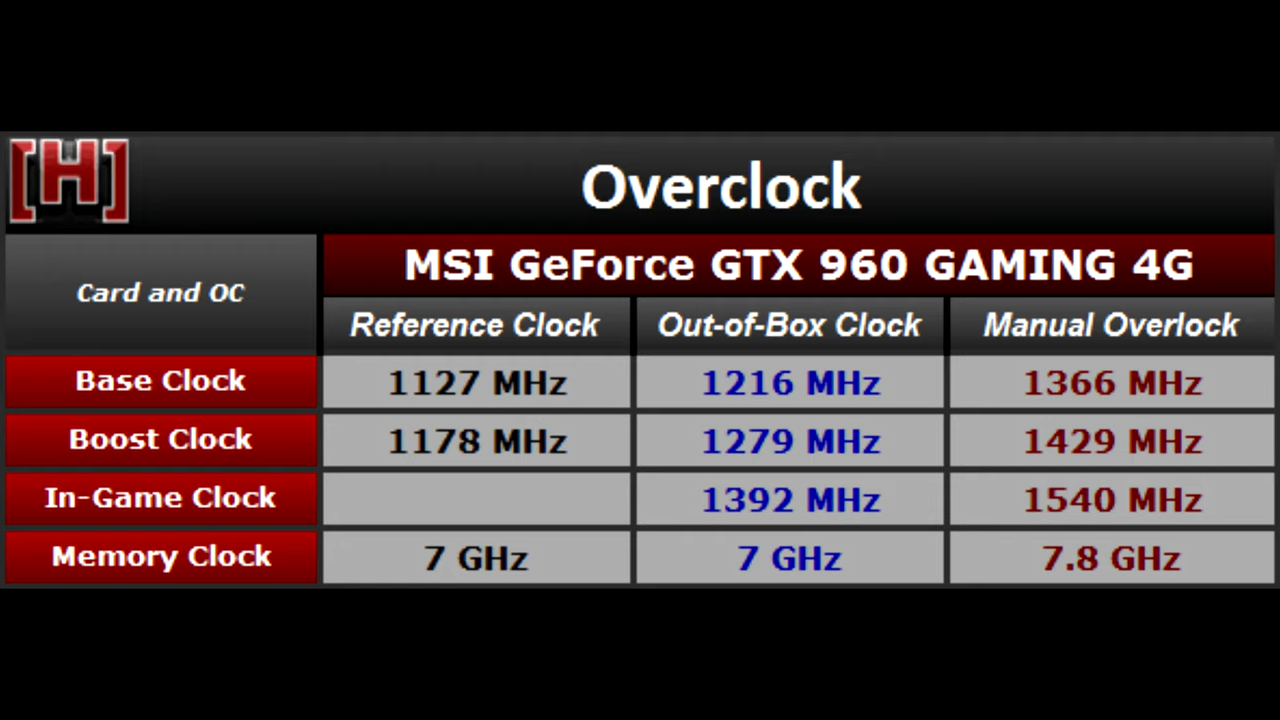 [H]
Overclock
Card and OC
MSI GeForce GTX 960 GAMING 4G
Reference Clock Out-of-Box Clock Manual Overlock
Base Clock 1127 MHz 1216 MHz 1366 MHz
Boost Clock 1178 MHz 1279 MHz 1429 MHz
In-Game Clock 1392 MHz 1540 MHz
Memory Clock 7 GHz 7 GHz 7.8 GHz